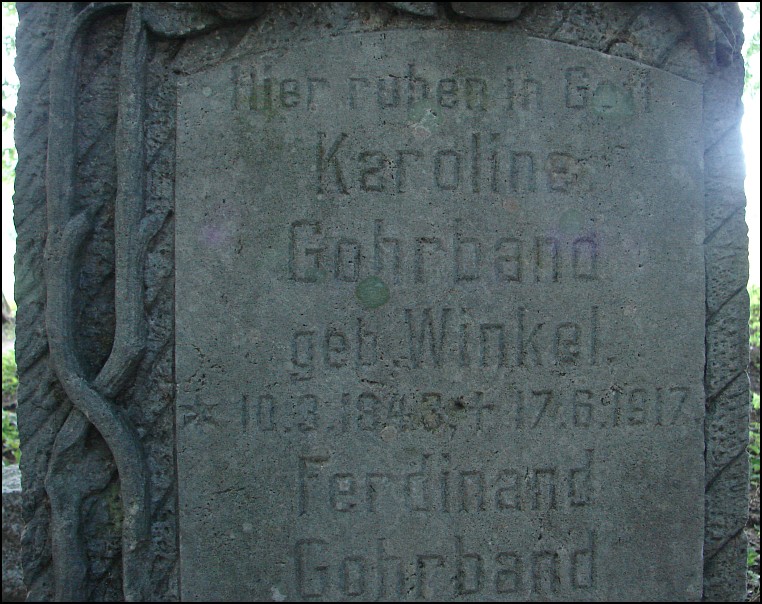 Hier ruhen in Gott
Karoline
Gohrband
geb. Winkel.
* 10.3.1843. + 17.6.1917.
Ferdinand
Gohrband